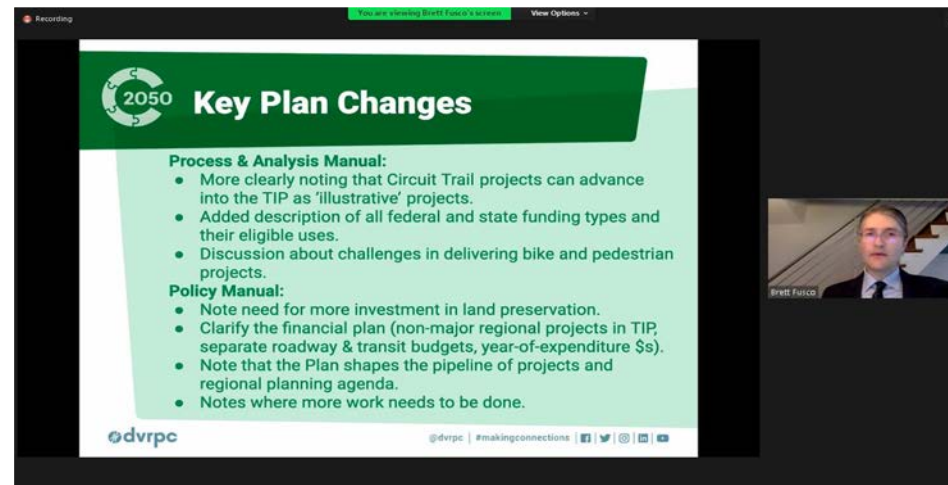 Recording
You are viewing Brett Fusco's screen
View Options
2050
Key Plan Changes
Process & Analysis Manual:
● More clearly noting that Circuit Trail projects can advance
into the TIP as 'illustrative' projects.
● Added description of all federal and state funding types and
their eligible uses.
● Discussion about challenges in delivering bike and pedestrian
projects.
Policy Manual:
● Note need for more investment in land preservation.
● Clarify the financial plan (non-major regional projects in TIP,
separate roadway & transit budgets, year-of-expenditure $s).
● Note that the Plan shapes the pipeline of projects and
regional planning agenda.
● Notes where more work needs to be done.
dvrpc
@dvrpc | #makingconnections
Brett Fusco